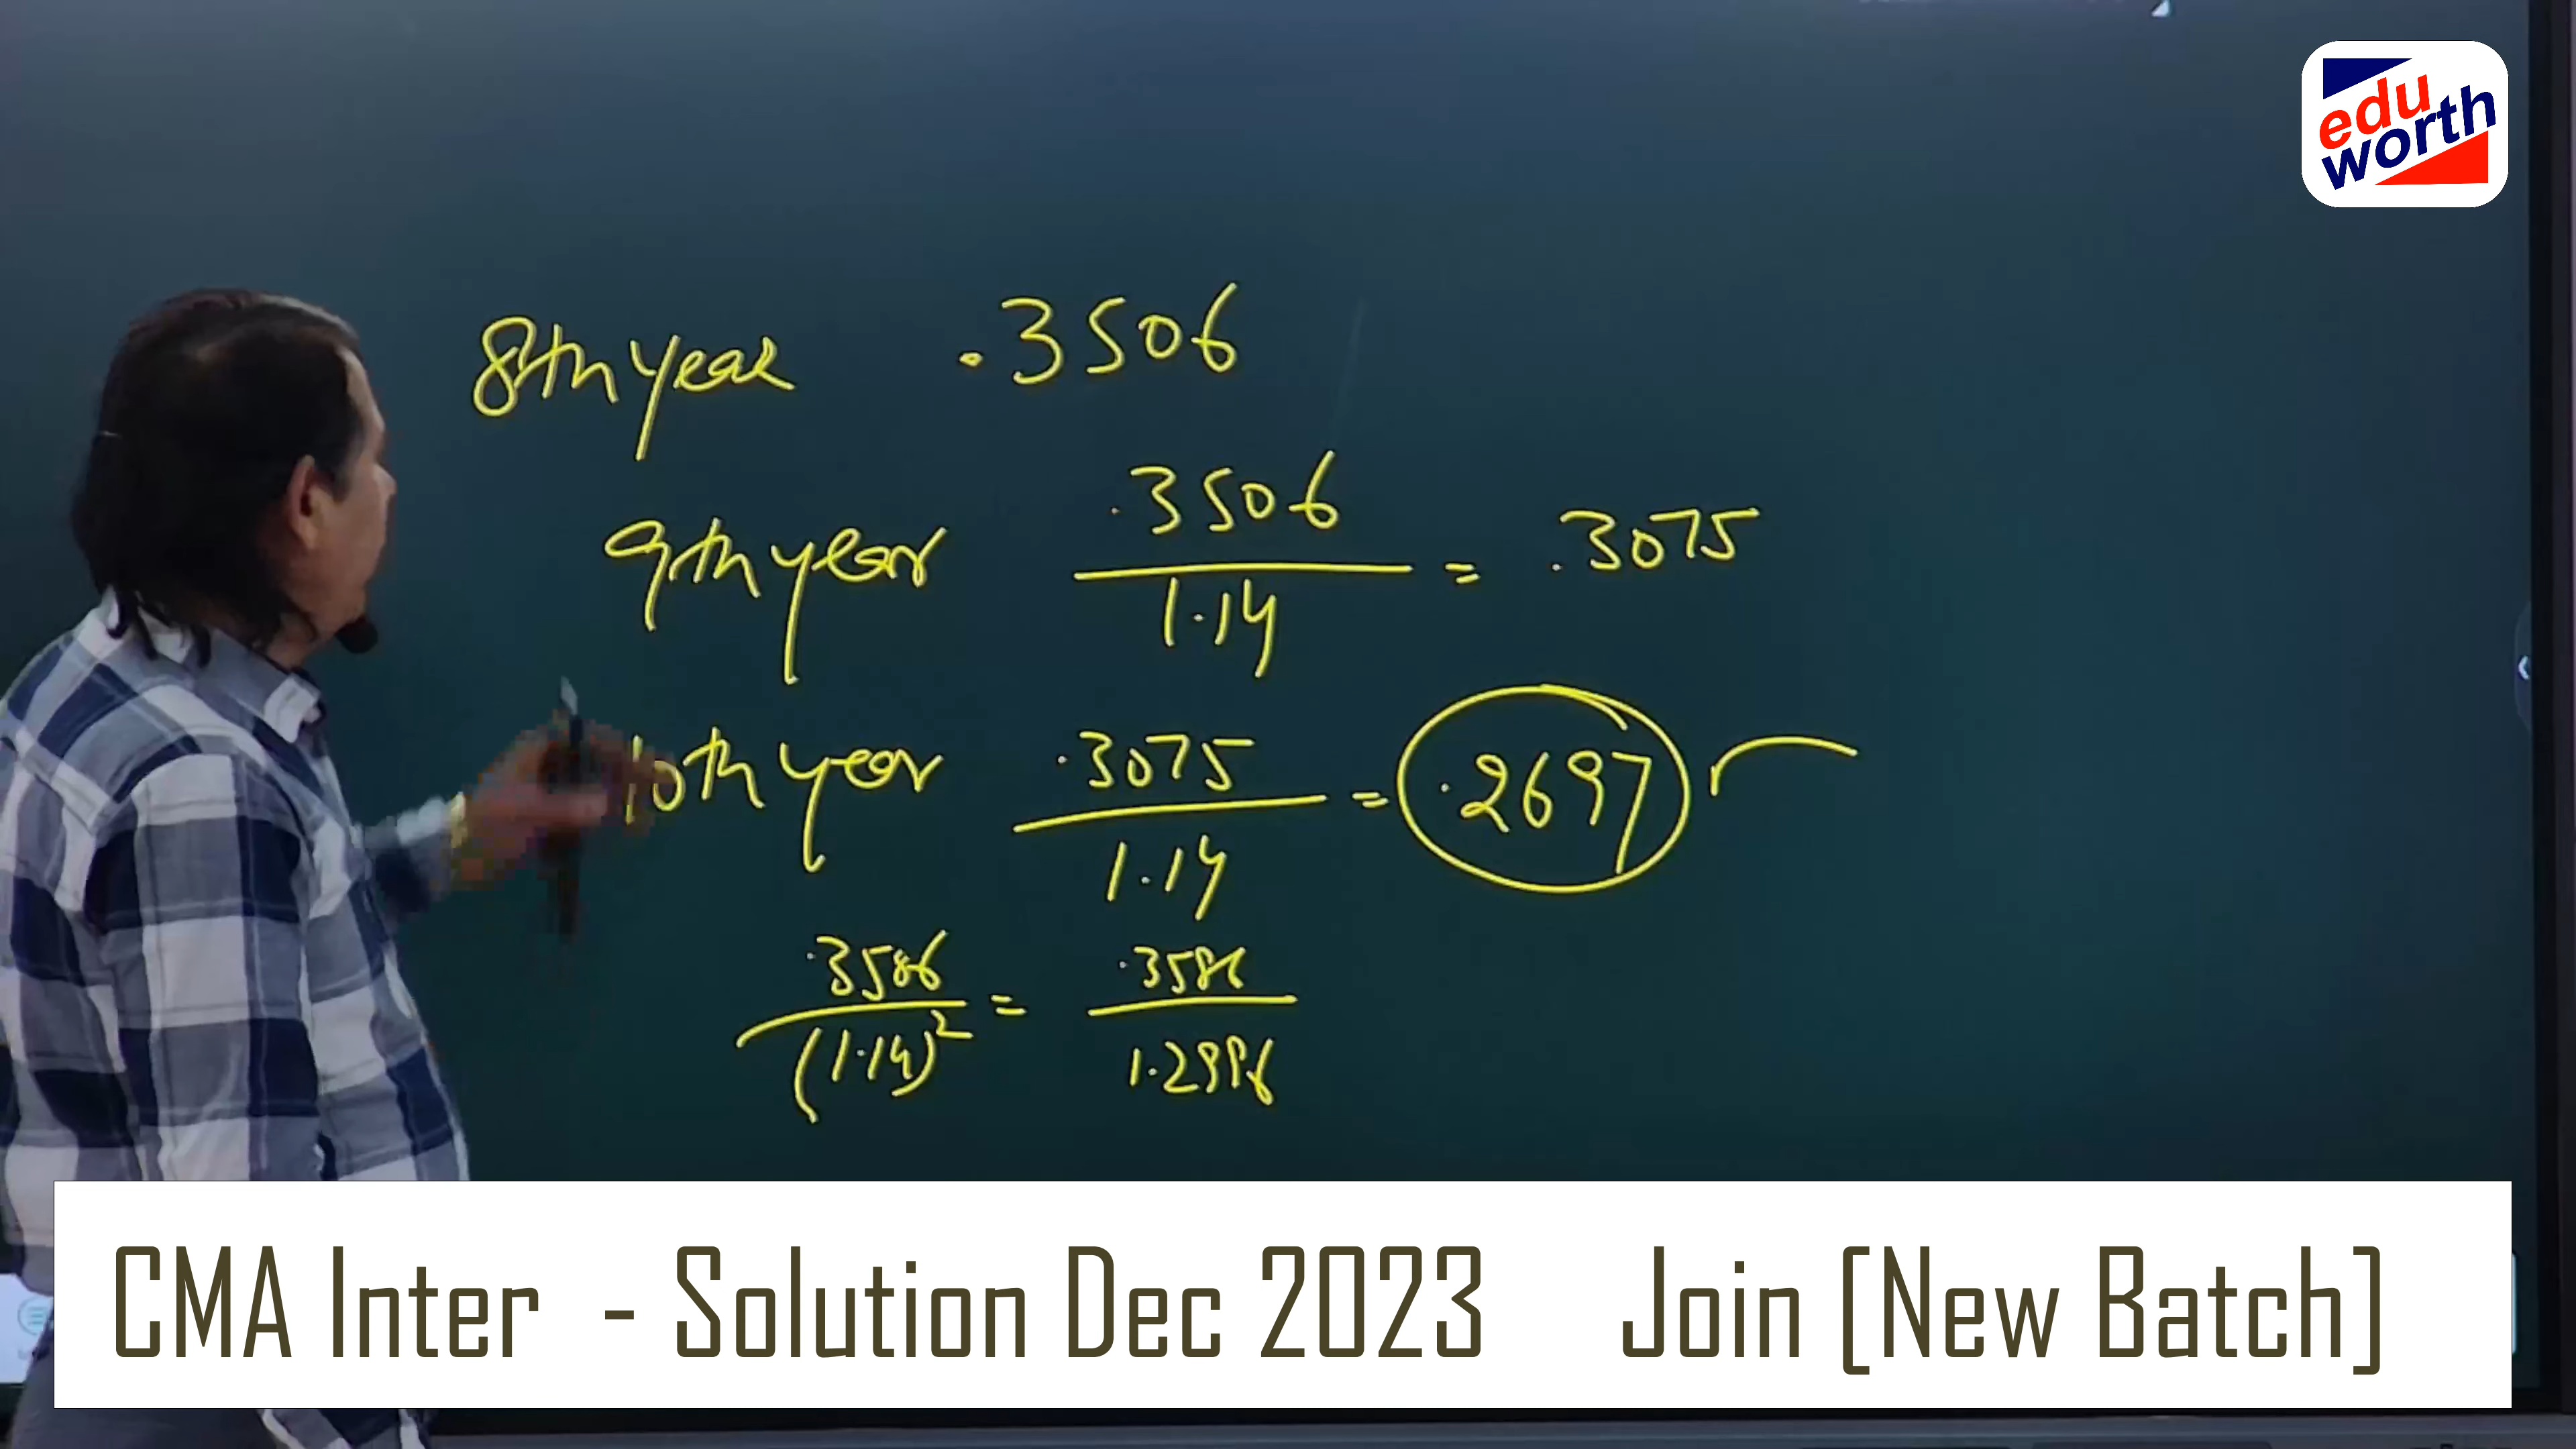 edu
worth
8th year .3506
9th year .3506 / 1.14 = .3075
10th year .3075 / 1.14 = .2697
.3506 / (1.14)² = .3506 / 1.2996
CMA Inter - Solution Dec 2023 Join [New Batch]